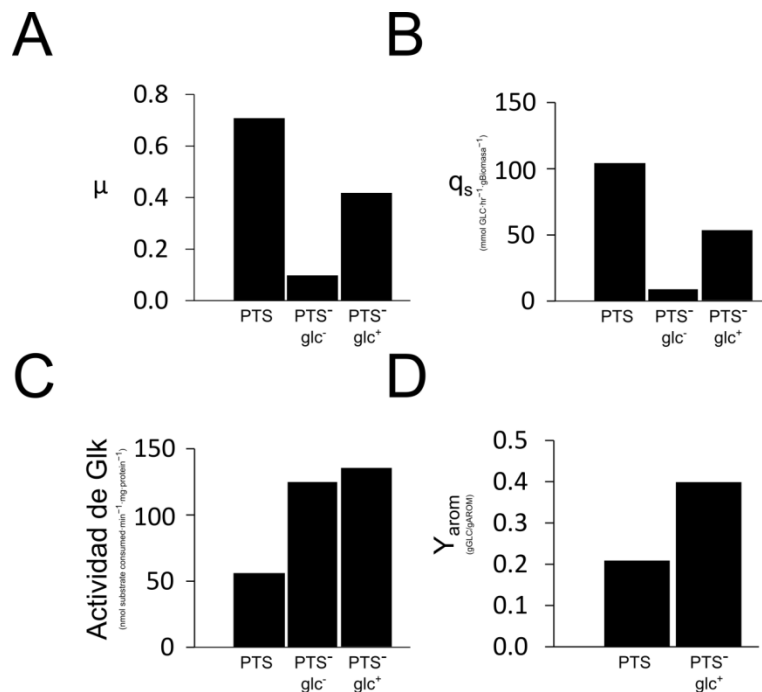 A
B
0.8
0.6
0.4
0.2
0.0
μ
PTS
PTS⁻
glc⁻
PTS⁻
glc⁺
150
100
50
0
qₛ
(mmol GLC·hr⁻¹·gBiomasa⁻¹)
PTS
PTS⁻
glc⁻
PTS⁻
glc⁺
C
D
150
100
50
0
Actividad de Glk
(nmol substrate consumed·min⁻¹·mg·protein⁻¹)
PTS
PTS⁻
glc⁻
PTS⁻
glc⁺
0.5
0.4
0.3
0.2
0.1
0.0
Yarom
(gGLC/gAROM)
PTS
PTS⁻
glc⁺